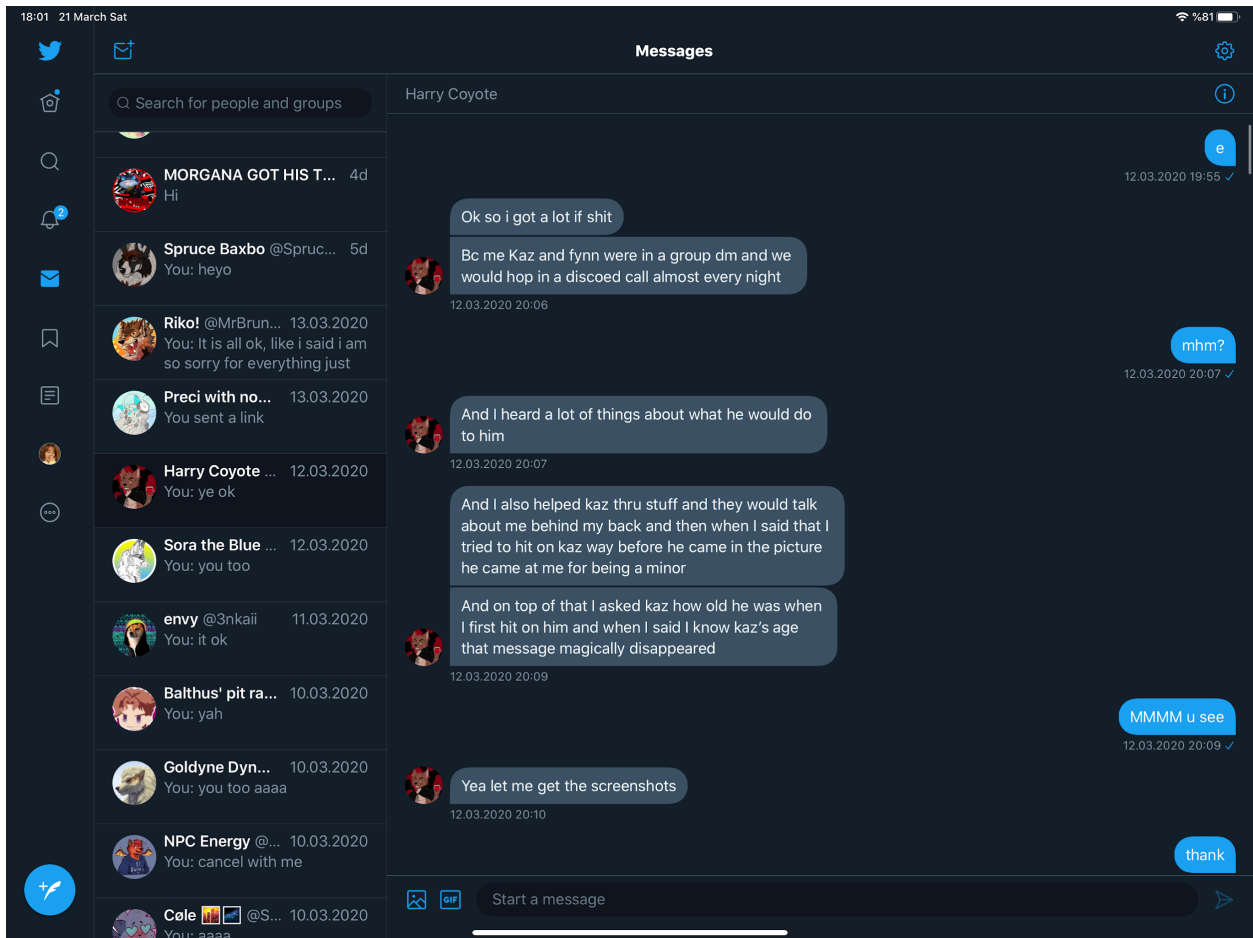 18:01 21 March Sat
%81
Messages
Search for people and groups
MORGANA GOT HIS T... 4d
Hi
Spruce Baxbo @Spruc... 5d
You: heyo
Riko! @MrBrun... 13.03.2020
You: It is all ok, like i said i am
so sorry for everything just
Preci with no... 13.03.2020
You sent a link
Harry Coyote ... 12.03.2020
You: ye ok
Sora the Blue ... 12.03.2020
You: you too
envy @3nkaii 11.03.2020
You: it ok
Balthus' pit ra... 10.03.2020
You: yah
Goldyne Dyn... 10.03.2020
You: you too aaaa
NPC Energy @... 10.03.2020
You: cancel with me
Cøle @S... 10.03.2020
You: aaaa
2
Harry Coyote
e
12.03.2020 19:55
Ok so i got a lot if shit
Bc me Kaz and fynn were in a group dm and we
would hop in a discoed call almost every night
12.03.2020 20:06
mhm?
12.03.2020 20:07
And I heard a lot of things about what he would do
to him
12.03.2020 20:07
And I also helped kaz thru stuff and they would talk
about me behind my back and then when I said that I
tried to hit on kaz way before he came in the picture
he came at me for being a minor
And on top of that I asked kaz how old he was when
I first hit on him and when I said I know kaz's age
that message magically disappeared
12.03.2020 20:09
MMMM u see
12.03.2020 20:09
Yea let me get the screenshots
12.03.2020 20:10
thank
GIF
Start a message